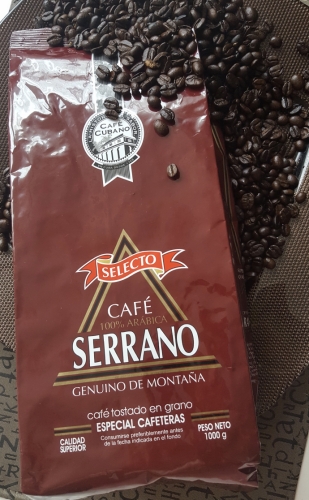 CAFÉ
CUBANO
SELECTO
CAFÉ
100% ARÁBICA
SERRANO
GENUINO DE MONTAÑA
café tostado en grano
ESPECIAL CAFETERAS
CALIDAD
SUPERIOR
Consumirse preferiblemente antes
de la fecha indicada en el fondo
PESO NETO
1000 g